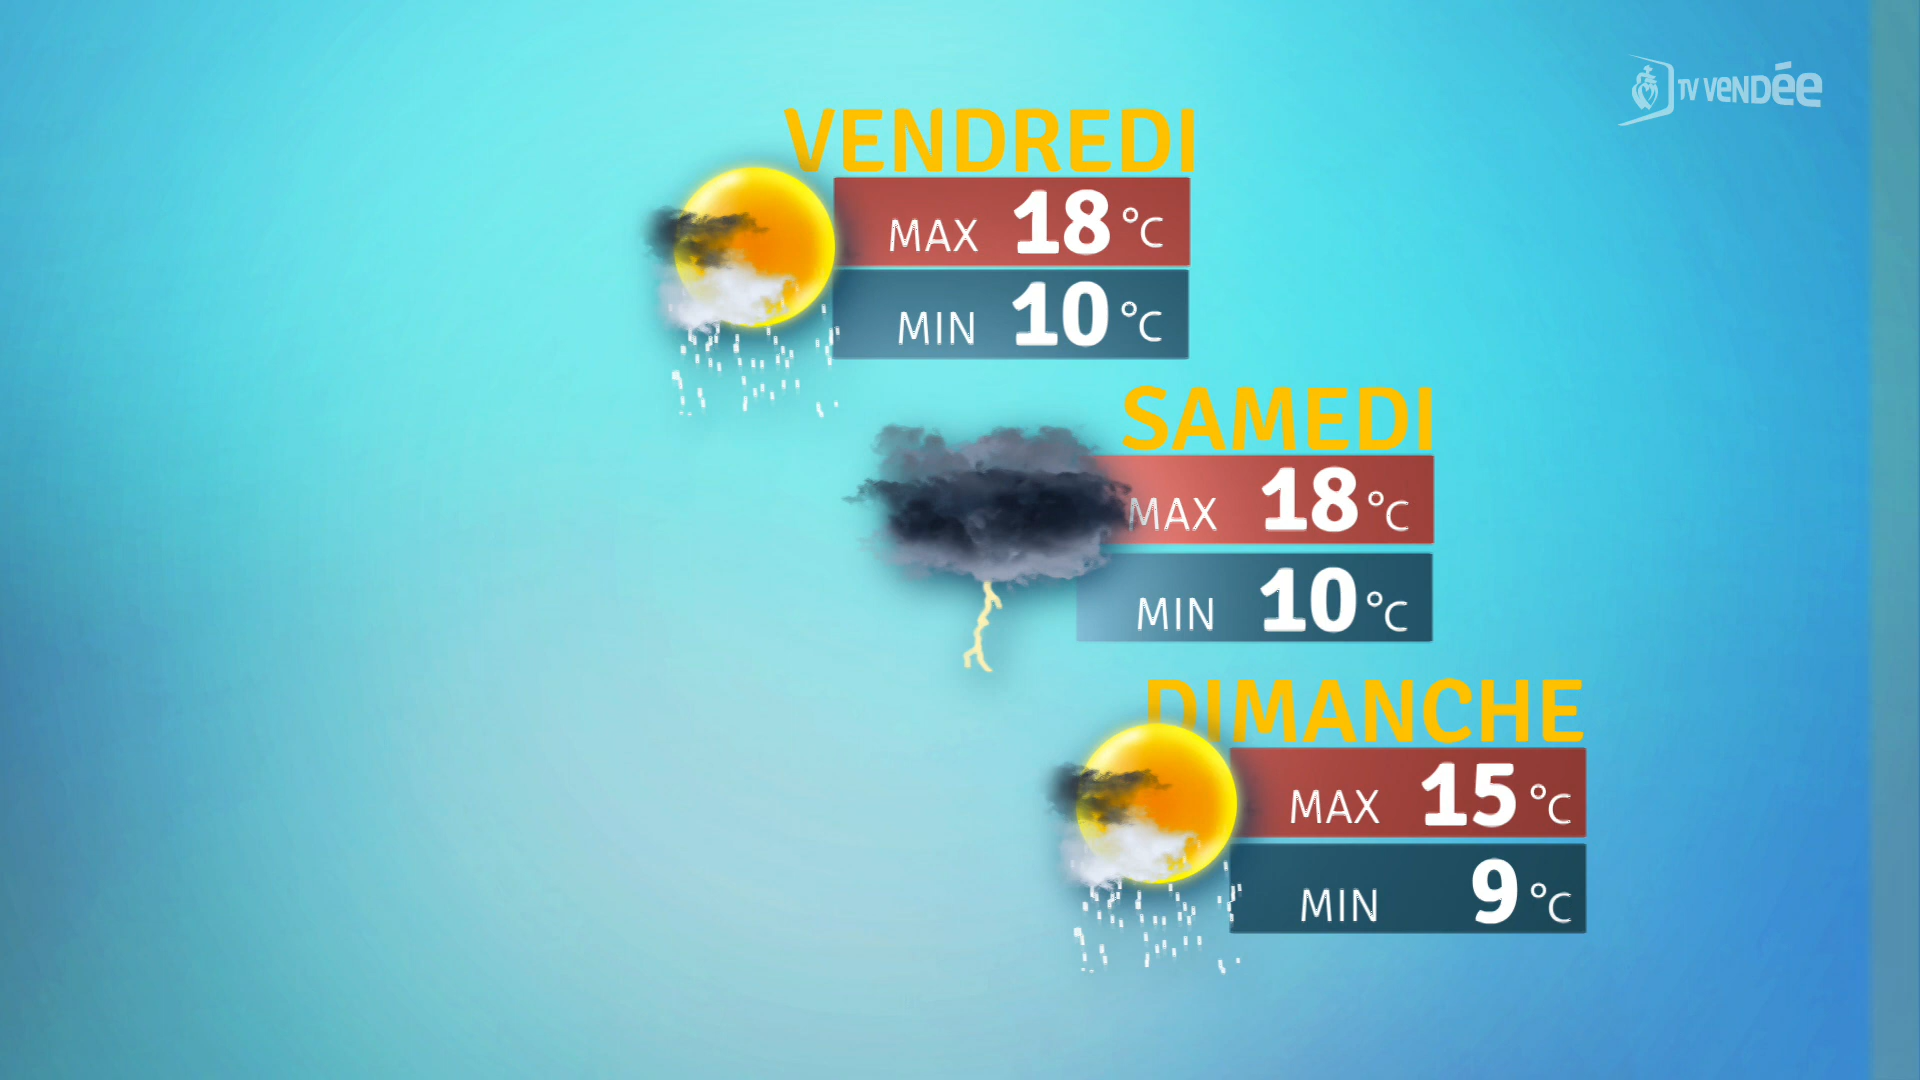 TV VENDÉE
VENDREDI
MAX 18 °C
MIN 10 °C
SAMEDI
MAX 18 °C
MIN 10 °C
DIMANCHE
MAX 15 °C
MIN 9 °C